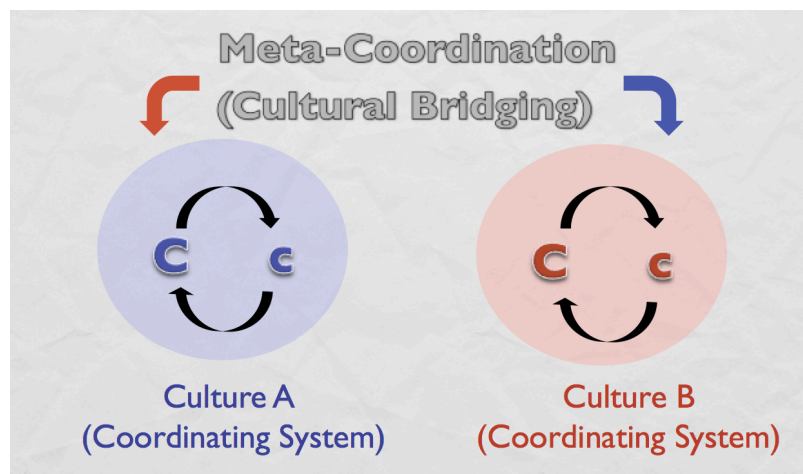 Meta-Coordination
(Cultural Bridging)
C c
C c
Culture A
(Coordinating System)
Culture B
(Coordinating System)